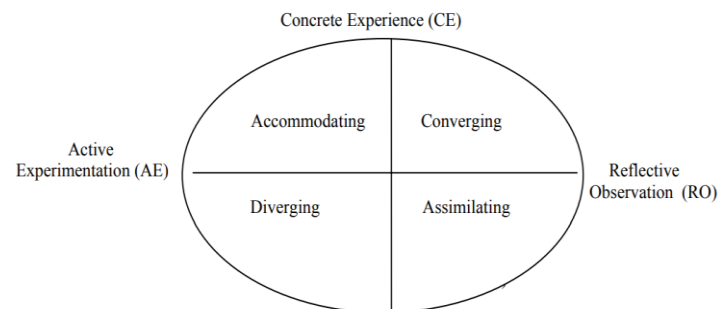 Concrete Experience (CE)
Accommodating
Converging
Active
Experimentation (AE)
Reflective
Observation (RO)
Diverging
Assimilating